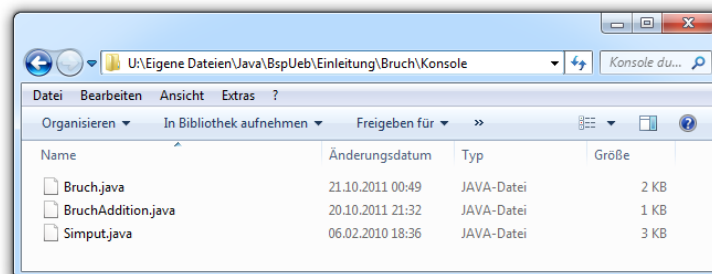 U:\Eigene Dateien\Java\BspUeb\Einleitung\Bruch\Konsole Konsole du...
Datei Bearbeiten Ansicht Extras ?
Organisieren In Bibliothek aufnehmen Freigeben für »
Name Änderungsdatum Typ Größe
Bruch.java 21.10.2011 00:49 JAVA-Datei 2 KB
BruchAddition.java 20.10.2011 21:32 JAVA-Datei 1 KB
Simput.java 06.02.2010 18:36 JAVA-Datei 3 KB